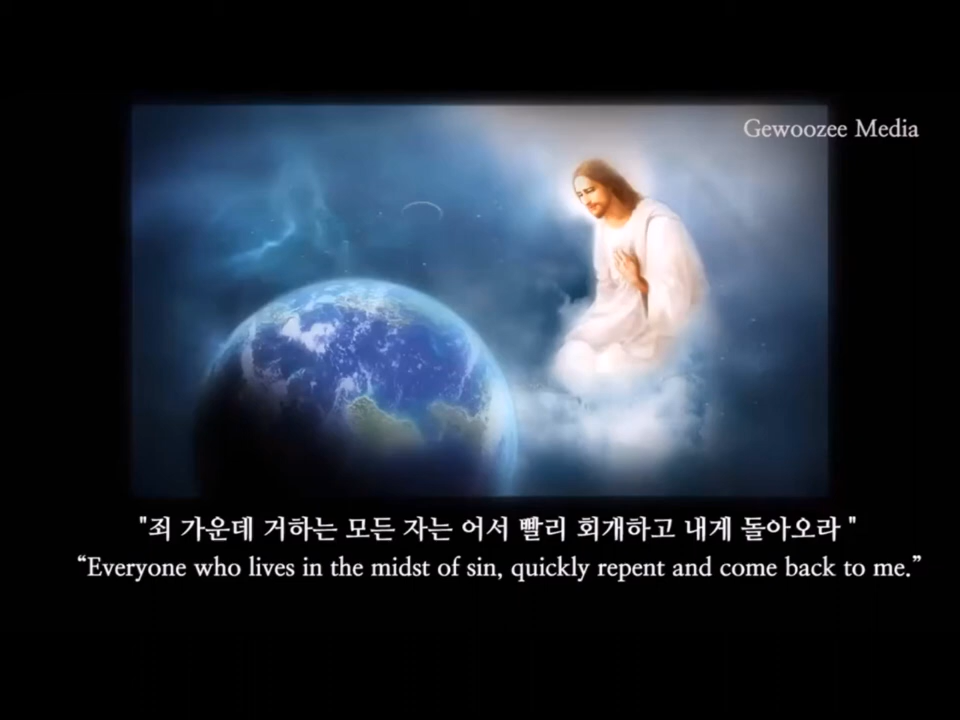 Gewoozee Media
"죄 가운데 거하는 모든 자는 어서 빨리 회개하고 내게 돌아오라 "
“Everyone who lives in the midst of sin, quickly repent and come back to me.”